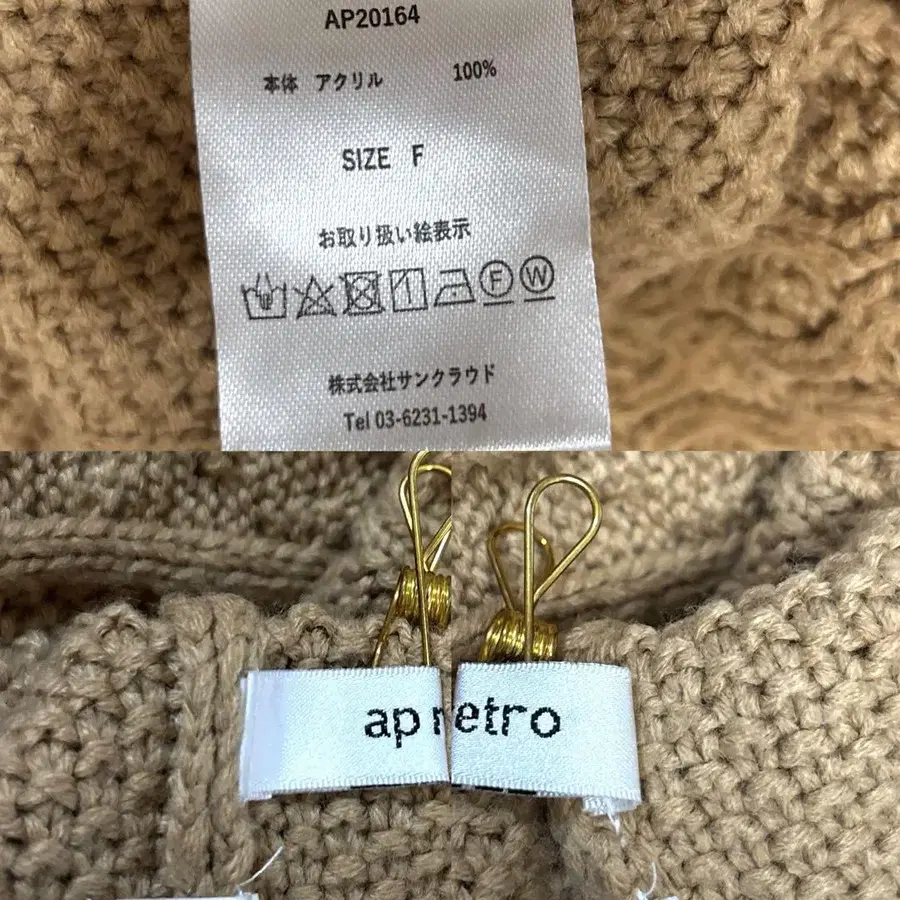 AP20164
本体 アクリル 100%
SIZE F
お取り扱い絵表示
F W
株式会社サンクラウド
Tel 03-6231-1394
ap retro